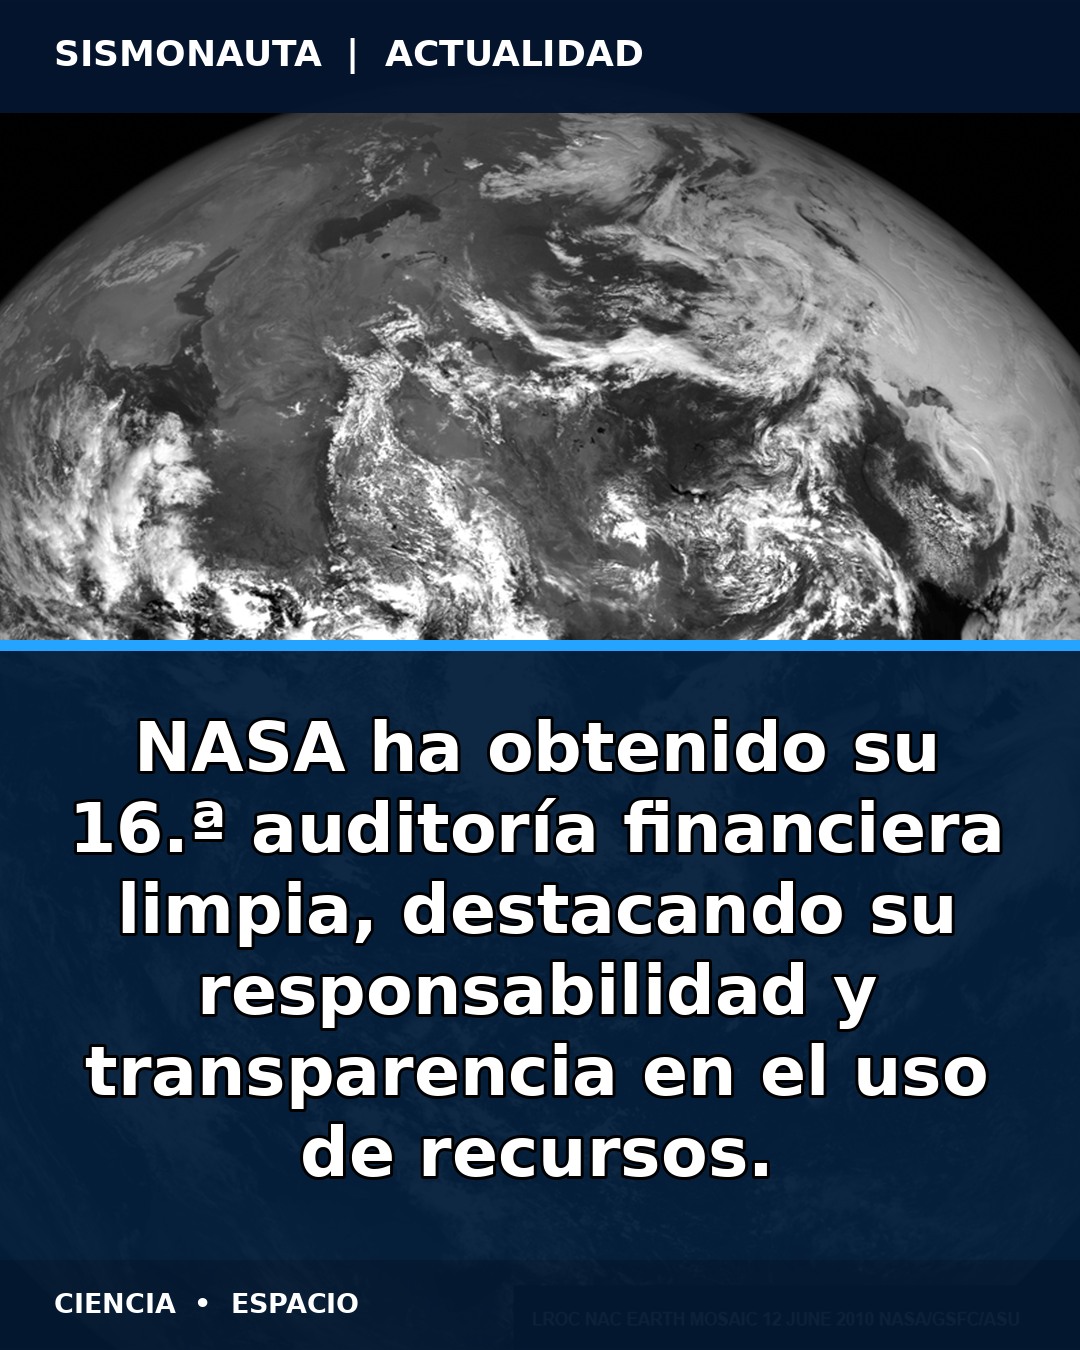 SISMONAUTA | ACTUALIDAD
NASA ha obtenido su
16.ª auditoría financiera
limpia, destacando su
responsabilidad y
transparencia en el uso
de recursos.
CIENCIA • ESPACIO
LROC NAC EARTH MOSAIC 12 JUNE 2010 NASA/GSFC/ASU